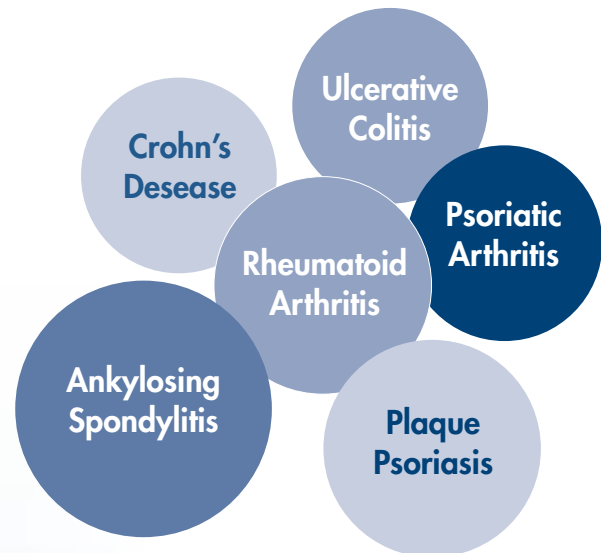 Ulcerative
Colitis
Crohn's
Desease
Psoriatic
Arthritis
Rheumatoid
Arthritis
Ankylosing
Spondylitis
Plaque
Psoriasis